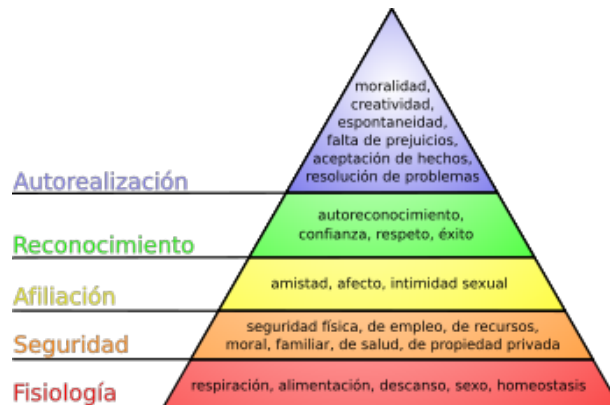 moralidad,
creatividad,
espontaneidad,
falta de prejuicios,
aceptación de hechos,
resolución de problemas
Autorealización
autoreconocimiento,
confianza, respeto, éxito
Reconocimiento
amistad, afecto, intimidad sexual
Afiliación
seguridad física, de empleo, de recursos,
moral, familiar, de salud, de propiedad privada
Seguridad
respiración, alimentación, descanso, sexo, homeostasis
Fisiología